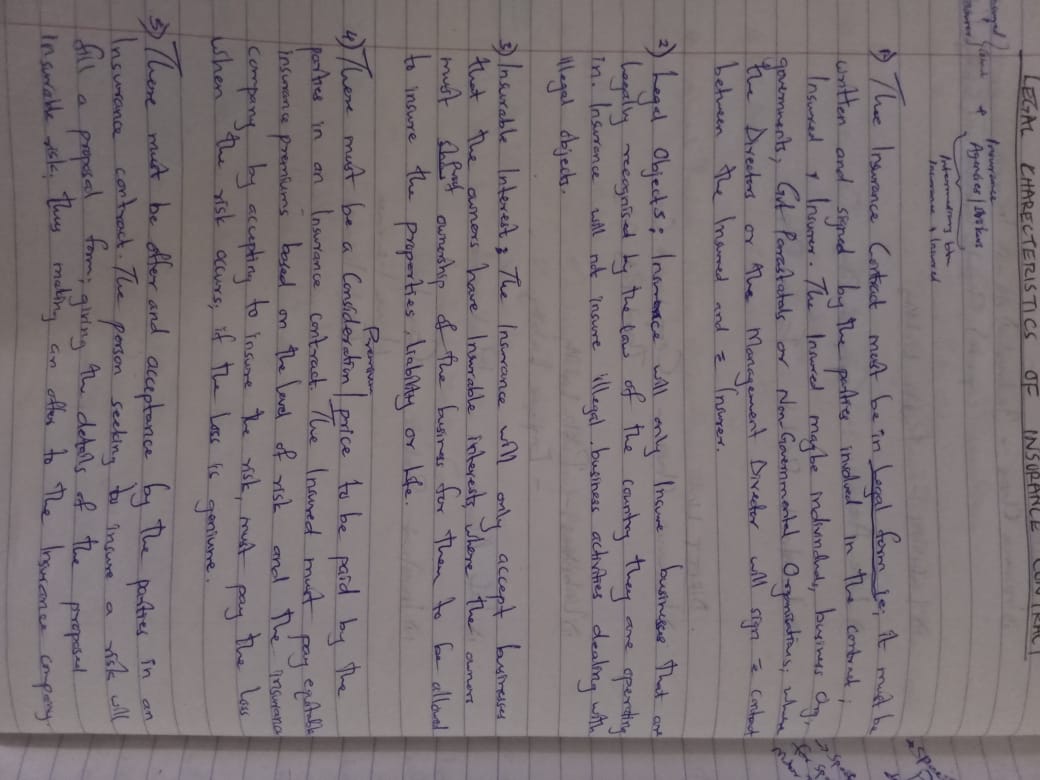 LEGAL CHARECTERISTICS OF INSURANCE CONTRACT
+ Insurance
Agencies/Brokers
Intermediary btn
Insurance & Insured
1) The Insurance Contract must be in Legal form ie; it must be
written and signed by the parties involved in the contract;
Insured & Insurer. The Insured maybe individual, business Org,
governments, Gvt Parastatals or Non Governmental Orgnisations; where
the Director or the Management Director will sign = contract
between the Insured and = Insurer.
2) Legal Objects: Insurance will only Insure businesses that are
legally recognised by the law of the country they are operating
in. Insurance will not insure illegal business activities dealing with
illegal objects.
3) Insurable Interest: The Insurance will only accept businesses
that the owners have Insurable interests, where the owners
must proof ownership of the business for them to be allowed
to insure the properties, liability or life.
Premium
4) There must be a Consideration / price to be paid by the
parties in an Insurance contract. The Insured must pay equitable
insurance premiums based on the level of risk and the insurance
company by accepting to insure the risk, must pay the loss
when the risk occurs, if the loss is geniune.
5) There must be offer and acceptance by the parties in an
Insurance contract. The person seeking to insure a risk will
fill a proposal form; giving the details of the proposed
insurable risk, thus making an offer to the Insurance company